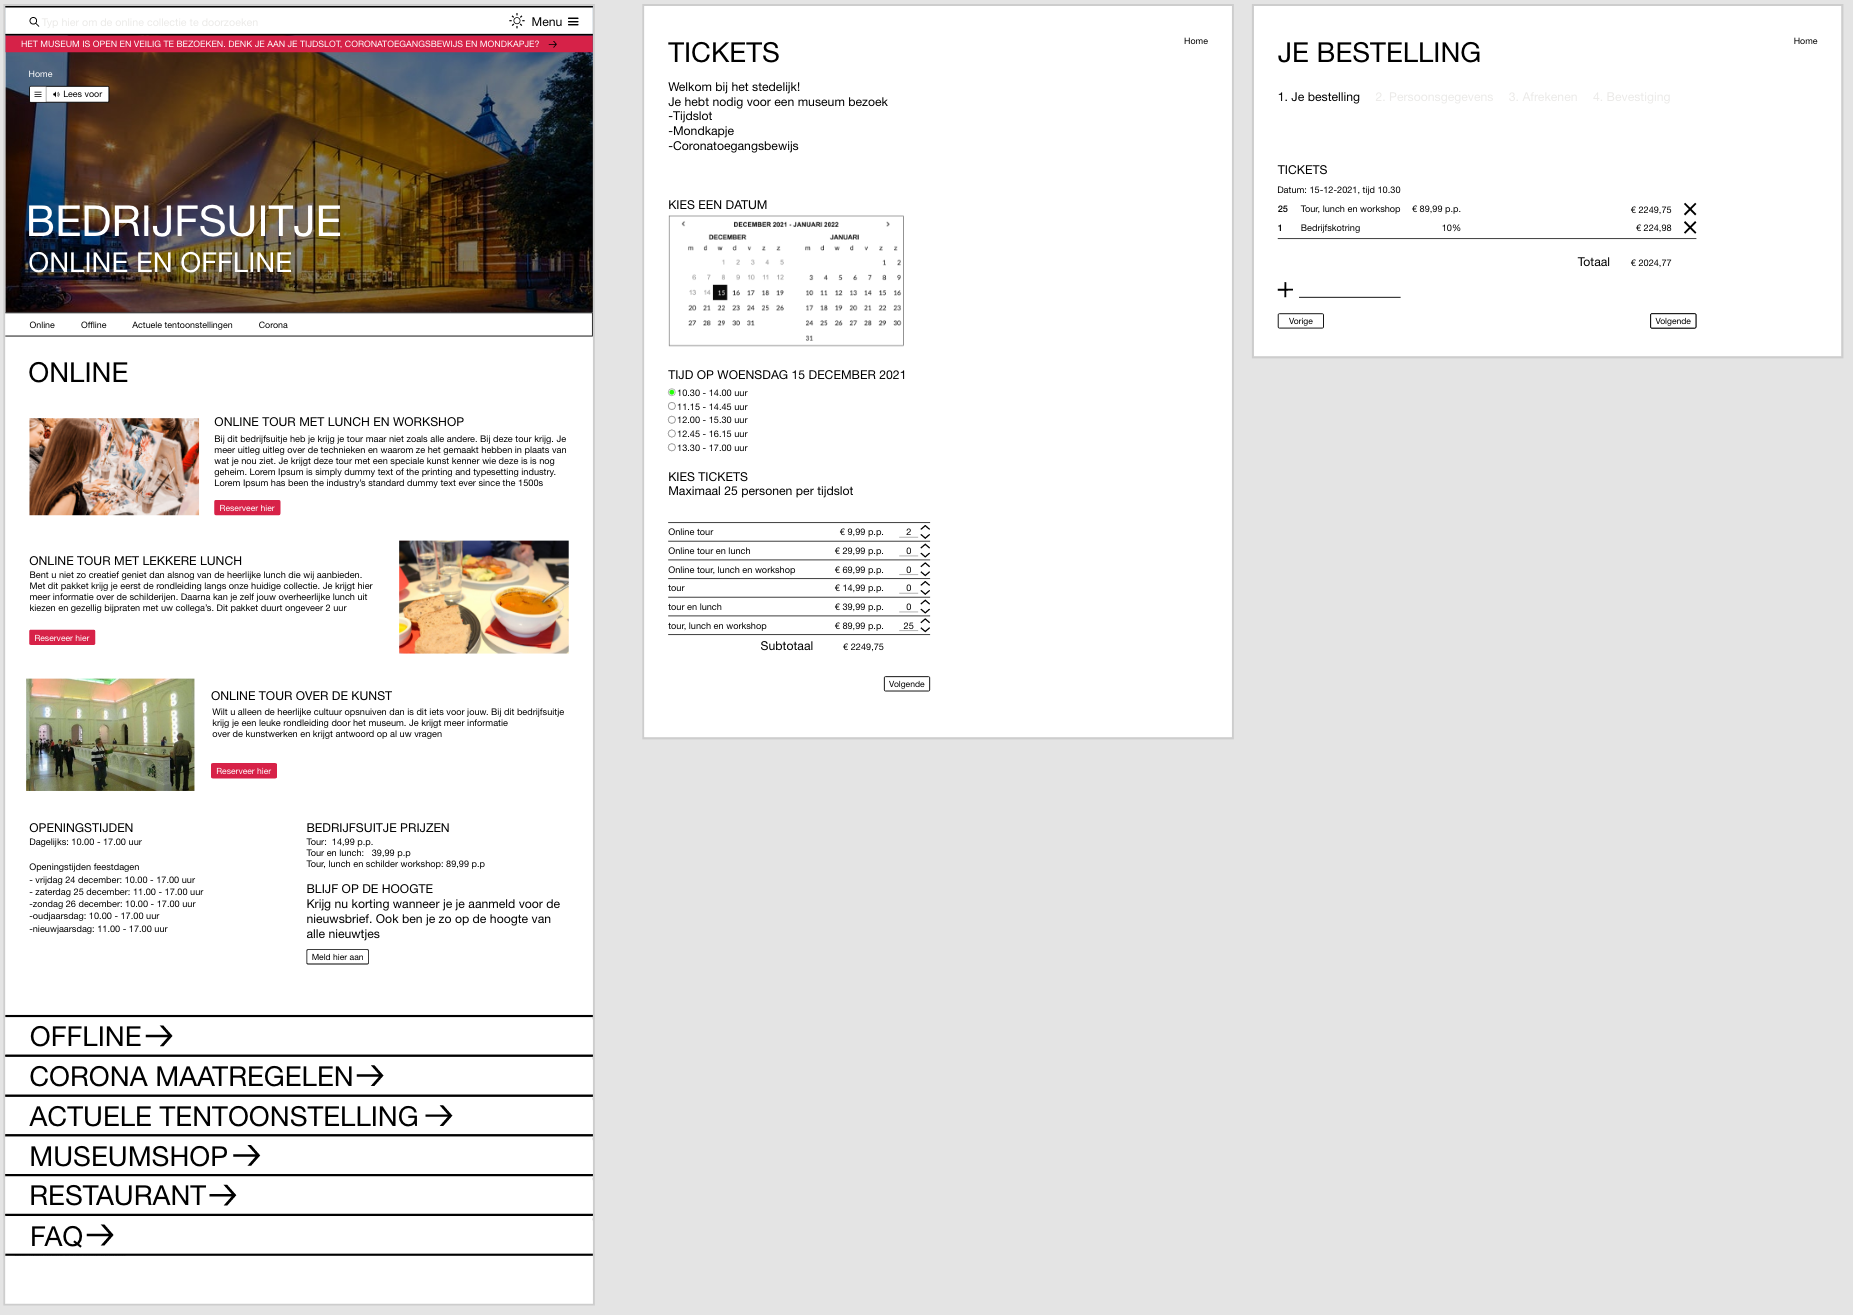 Typ hier om de online collectie te doorzoeken
Menu
HET MUSEUM IS OPEN EN VEILIG TE BEZOEKEN. DENK JE AAN JE TIJDSLOT, CORONATOEGANGSBEWIJS EN MONDKAPJE? →
Home
Lees voor
BEDRIJFSUITJE
ONLINE EN OFFLINE
Online Offline Actuele tentoonstellingen Corona
ONLINE
ONLINE TOUR MET LUNCH EN WORKSHOP
Bij dit bedrijfsuitje heb je krijg je tour maar niet zoals alle andere. Bij deze tour krijg. Je
meer uitleg uitleg over de technieken en waarom ze het gemaakt hebben in plaats van
wat je nou ziet. Je krijgt deze tour met een speciale kunst kenner wie deze is is nog
geheim. Lorem Ipsum is simply dummy text of the printing and typesetting industry.
Lorem Ipsum has been the industry's standard dummy text ever since the 1500s
Reserveer hier
ONLINE TOUR MET LEKKERE LUNCH
Bent u niet zo creatief geniet dan alsnog van de heerlijke lunch die wij aanbieden.
Met dit pakket krijg je eerst de rondleiding langs onze huidige collectie. Je krijgt hier
meer informatie over de schilderijen. Daarna kan je zelf jouw overheerlijke lunch uit
kiezen en gezellig bijpraten met uw collega's. Dit pakket duurt ongeveer 2 uur
Reserveer hier
ONLINE TOUR OVER DE KUNST
Wilt u alleen de heerlijke cultuur opsnuiven dan is dit iets voor jouw. Bij dit bedrijfsuitje
krijg je een leuke rondleiding door het museum. Je krijgt meer informatie
over de kunstwerken en krijgt antwoord op al uw vragen
Reserveer hier
OPENINGSTIJDEN
Dagelijks: 10.00 - 17.00 uur
Openingstijden feestdagen
- vrijdag 24 december: 10.00 - 17.00 uur
- zaterdag 25 december: 11.00 - 17.00 uur
-zondag 26 december: 10.00 - 17.00 uur
-oudjaarsdag: 10.00 - 17.00 uur
-nieuwjaarsdag: 11.00 - 17.00 uur
BEDRIJFSUITJE PRIJZEN
Tour: 14,99 p.p.
Tour en lunch: 39,99 p.p
Tour, lunch en schilder workshop: 89,99 p.p
BLIJF OP DE HOOGTE
Krijg nu korting wanneer je je aanmeld voor de
nieuwsbrief. Ook ben je zo op de hoogte van
alle nieuwtjes
Meld hier aan
OFFLINE→
CORONA MAATREGELEN→
ACTUELE TENTOONSTELLING →
MUSEUMSHOP→
RESTAURANT→
FAQ→
TICKETS
Home
Welkom bij het stedelijk!
Je hebt nodig voor een museum bezoek
-Tijdslot
-Mondkapje
-Coronatoegangsbewijs
KIES EEN DATUM
‹ DECEMBER 2021 - JANUARI 2022 ›
DECEMBER
m d w d v z z
1 2 3 4 5
6 7 8 9 10 11 12
13 14 15 16 17 18 19
20 21 22 23 24 25 26
27 28 29 30 31
JANUARI
m d w d v z z
1 2
3 4 5 6 7 8 9
10 11 12 13 14 15 16
17 18 19 20 21 22 23
24 25 26 27 28 29 30
31
TIJD OP WOENSDAG 15 DECEMBER 2021
10.30 - 14.00 uur
11.15 - 14.45 uur
12.00 - 15.30 uur
12.45 - 16.15 uur
13.30 - 17.00 uur
KIES TICKETS
Maximaal 25 personen per tijdslot
Online tour € 9,99 p.p. 2
Online tour en lunch € 29,99 p.p. 0
Online tour, lunch en workshop € 69,99 p.p. 0
tour € 14,99 p.p. 0
tour en lunch € 39,99 p.p. 0
tour, lunch en workshop € 89,99 p.p. 25
Subtotaal € 2249,75
Volgende
JE BESTELLING
Home
1. Je bestelling 2. Persoonsgegevens 3. Afrekenen 4. Bevestiging
TICKETS
Datum: 15-12-2021, tijd 10.30
25 Tour, lunch en workshop € 89,99 p.p. € 2249,75
1 Bedrijfskotring 10% € 224,98
Totaal € 2024,77
Vorige
Volgende